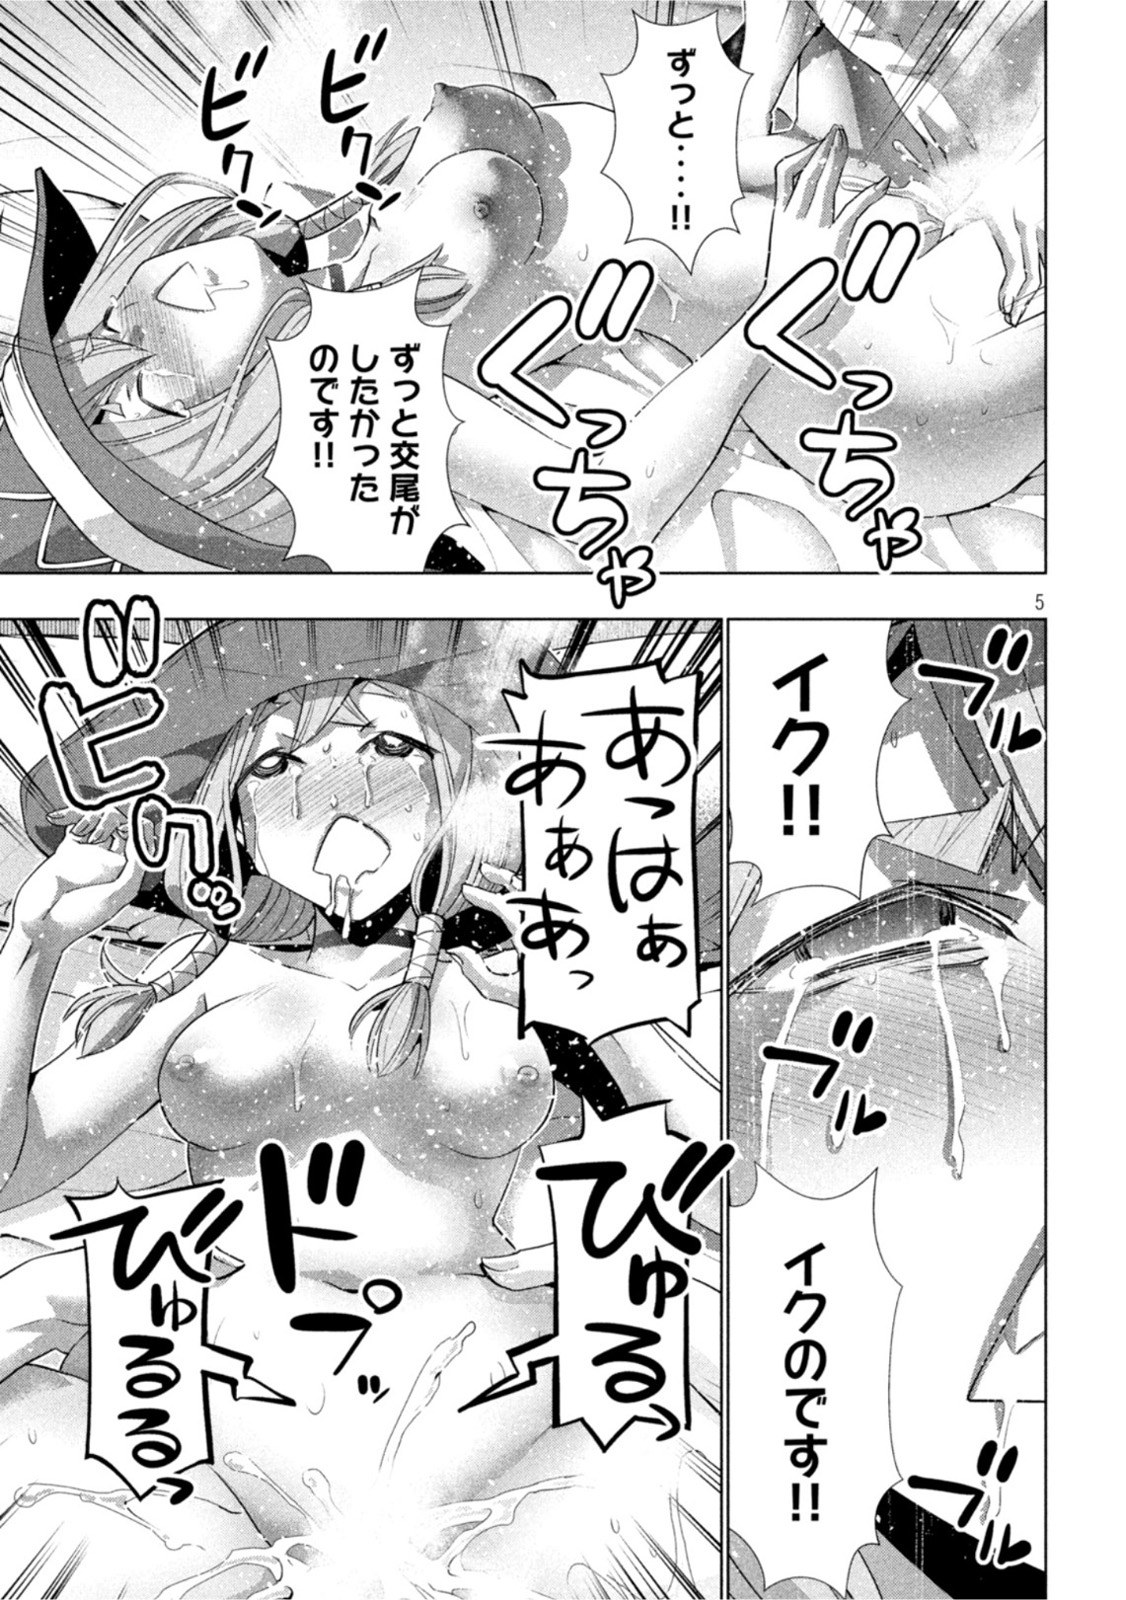 ずっと‥‥!!
ビクン
ビクン
ずっと交尾が
したかった
のです!!
ぐっちゃ
ぐっちゃ
5
ブル
イク!!
ブル
イクのです!!
ブル
あっはぁ
あぁあっ
ビクッ
びゅるっ
ドプッ
びゅるるっ